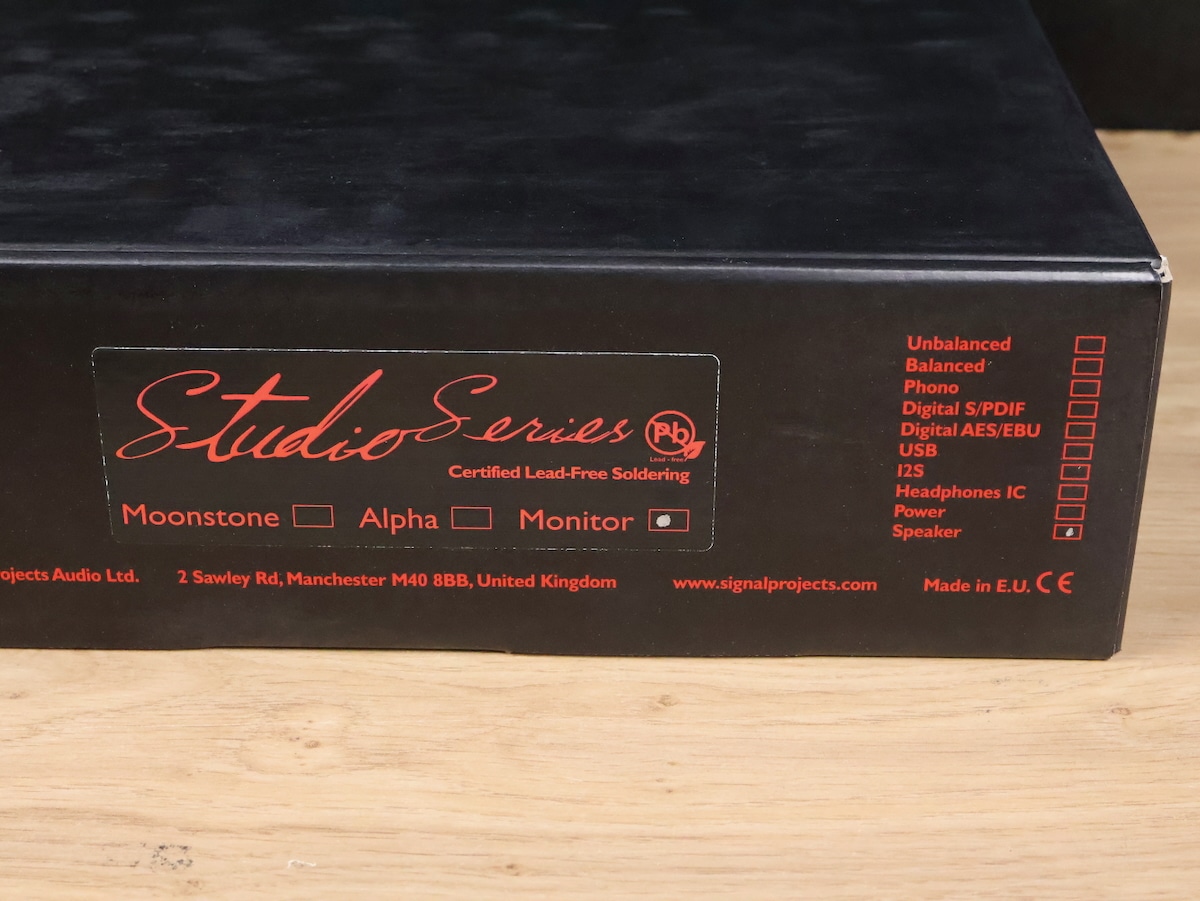 Studio Series
Pb
Lead - free
Certified Lead-Free Soldering
Moonstone Alpha Monitor
Unbalanced
Balanced
Phono
Digital S/PDIF
Digital AES/EBU
USB
I2S
Headphones IC
Power
Speaker
ojects Audio Ltd. 2 Sawley Rd, Manchester M40 8BB, United Kingdom www.signalprojects.com Made in E.U. CE